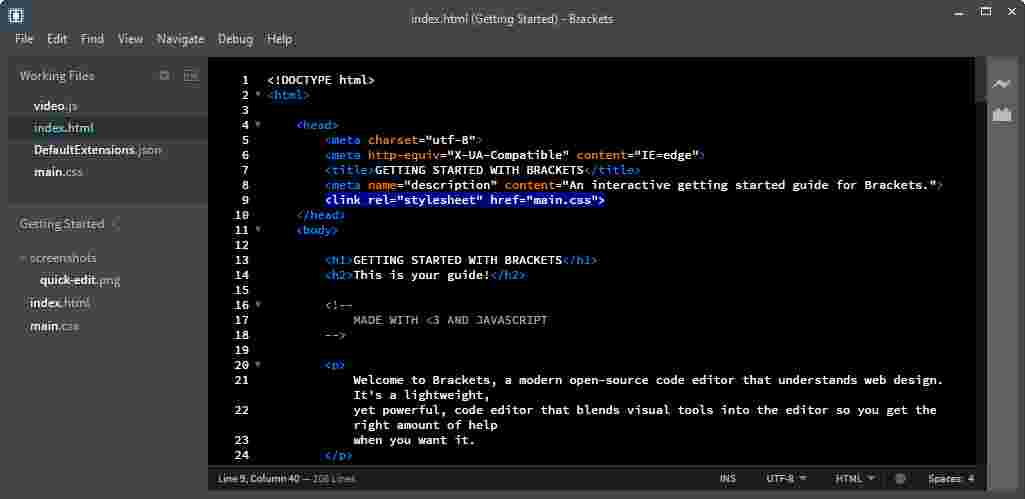 index.html (Getting Started) - Brackets
File Edit Find View Navigate Debug Help
Working Files
video.js
index.html
DefaultExtensions.json
main.css
Getting Started
screenshots
quick-edit.png
index.html
main.css
1 <!DOCTYPE html>
2 <html>
3
4 <head>
5 <meta charset="utf-8">
6 <meta http-equiv="X-UA-Compatible" content="IE=edge">
7 <title>GETTING STARTED WITH BRACKETS</title>
8 <meta name="description" content="An interactive getting started guide for Brackets.">
9 <link rel="stylesheet" href="main.css">
10 </head>
11 <body>
12
13 <h1>GETTING STARTED WITH BRACKETS</h1>
14 <h2>This is your guide!</h2>
15
16 <!--
17 MADE WITH <3 AND JAVASCRIPT
18 -->
19
20 <p>
21 Welcome to Brackets, a modern open-source code editor that understands web design.
It's a lightweight,
22 yet powerful, code editor that blends visual tools into the editor so you get the
right amount of help
23 when you want it.
24 </p>
Line 9, Column 40 — 206 Lines
INS UTF-8 HTML Spaces: 4